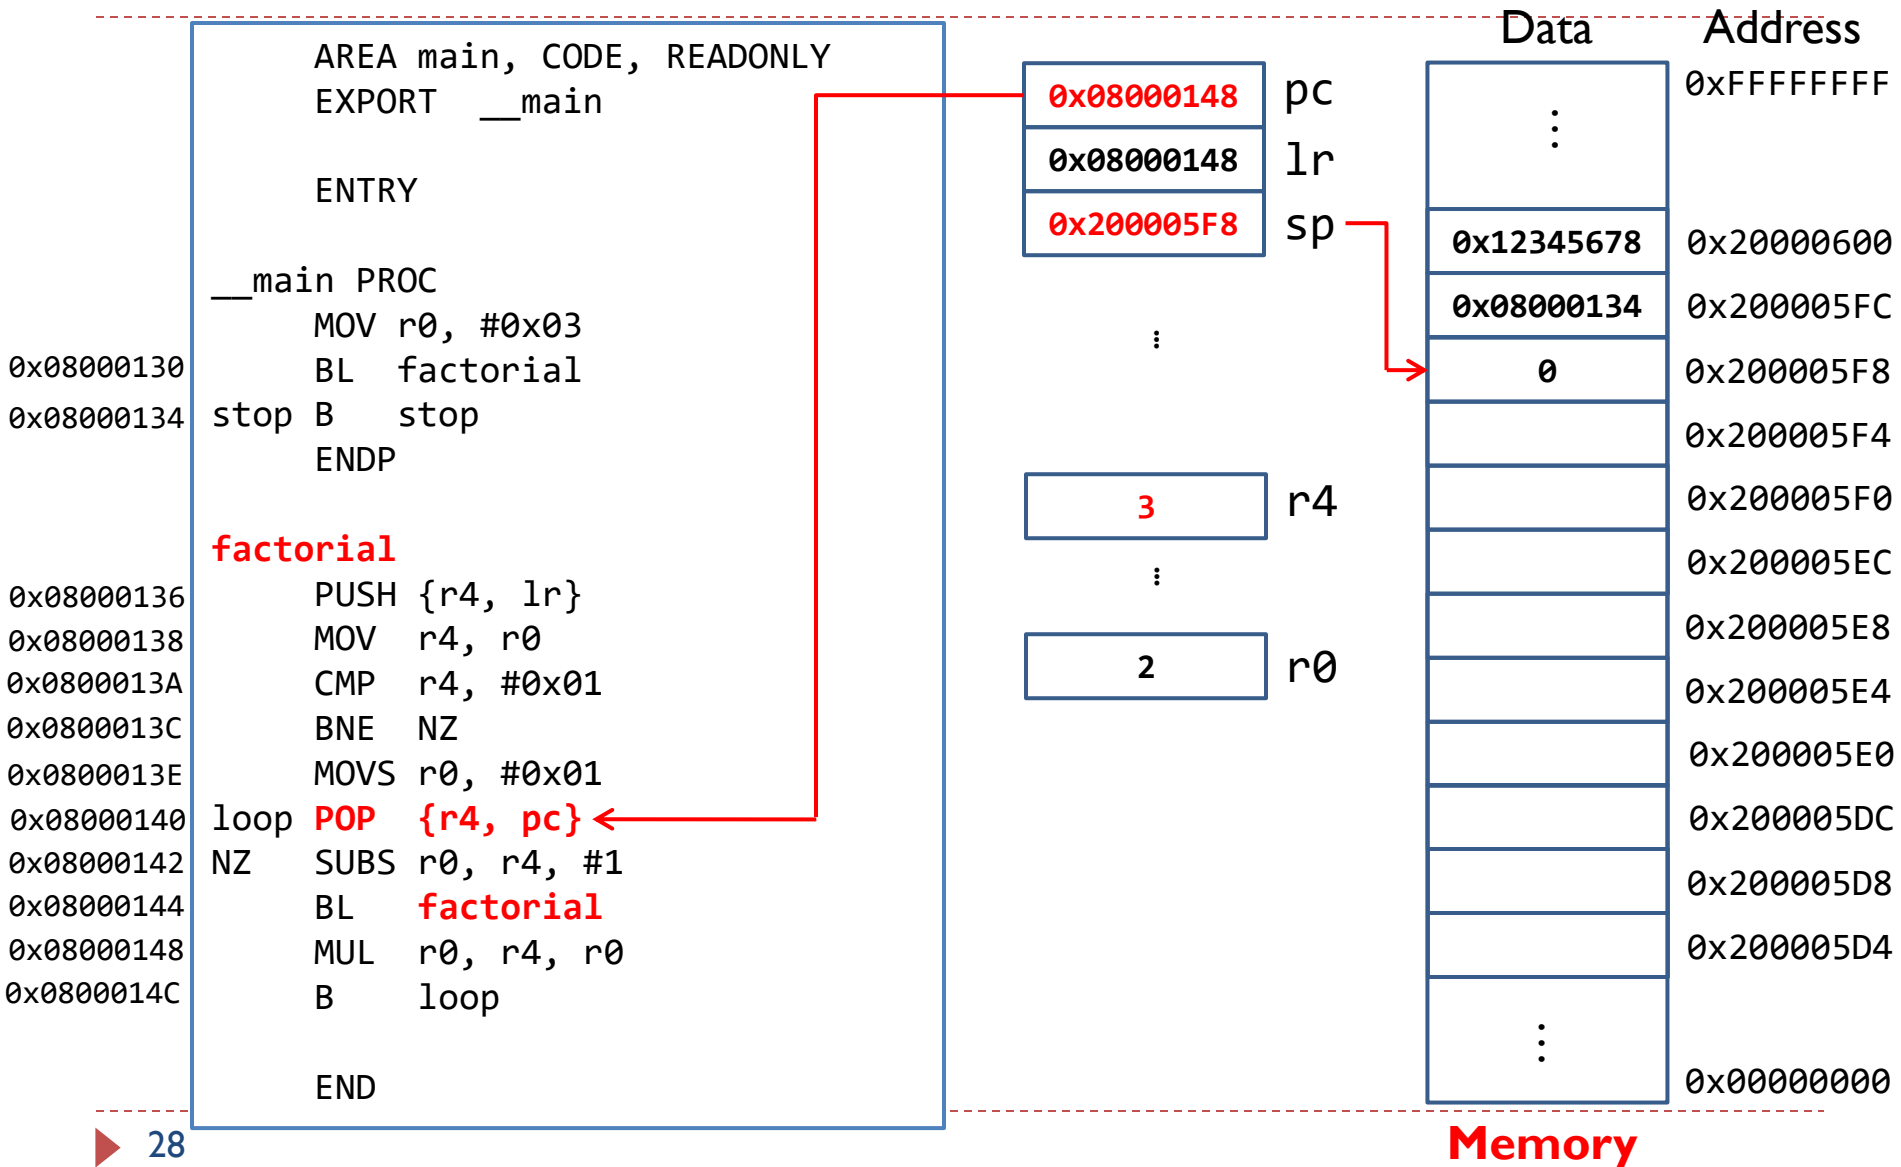 AREA main, CODE, READONLY
EXPORT __main
ENTRY
__main PROC
MOV r0, #0x03
0x08000130 BL factorial
0x08000134 stop B stop
ENDP
factorial
0x08000136 PUSH {r4, lr}
0x08000138 MOV r4, r0
0x0800013A CMP r4, #0x01
0x0800013C BNE NZ
0x0800013E MOVS r0, #0x01
0x08000140 loop POP {r4, pc}
0x08000142 NZ SUBS r0, r4, #1
0x08000144 BL factorial
0x08000148 MUL r0, r4, r0
0x0800014C B loop
END
0x08000148 pc
0x08000148 lr
0x200005F8 sp
⋮
3 r4
⋮
2 r0
Data Address
0xFFFFFFFF
⋮
0x12345678 0x20000600
0x08000134 0x200005FC
0 0x200005F8
0x200005F4
0x200005F0
0x200005EC
0x200005E8
0x200005E4
0x200005E0
0x200005DC
0x200005D8
0x200005D4
⋮
0x00000000
Memory
28